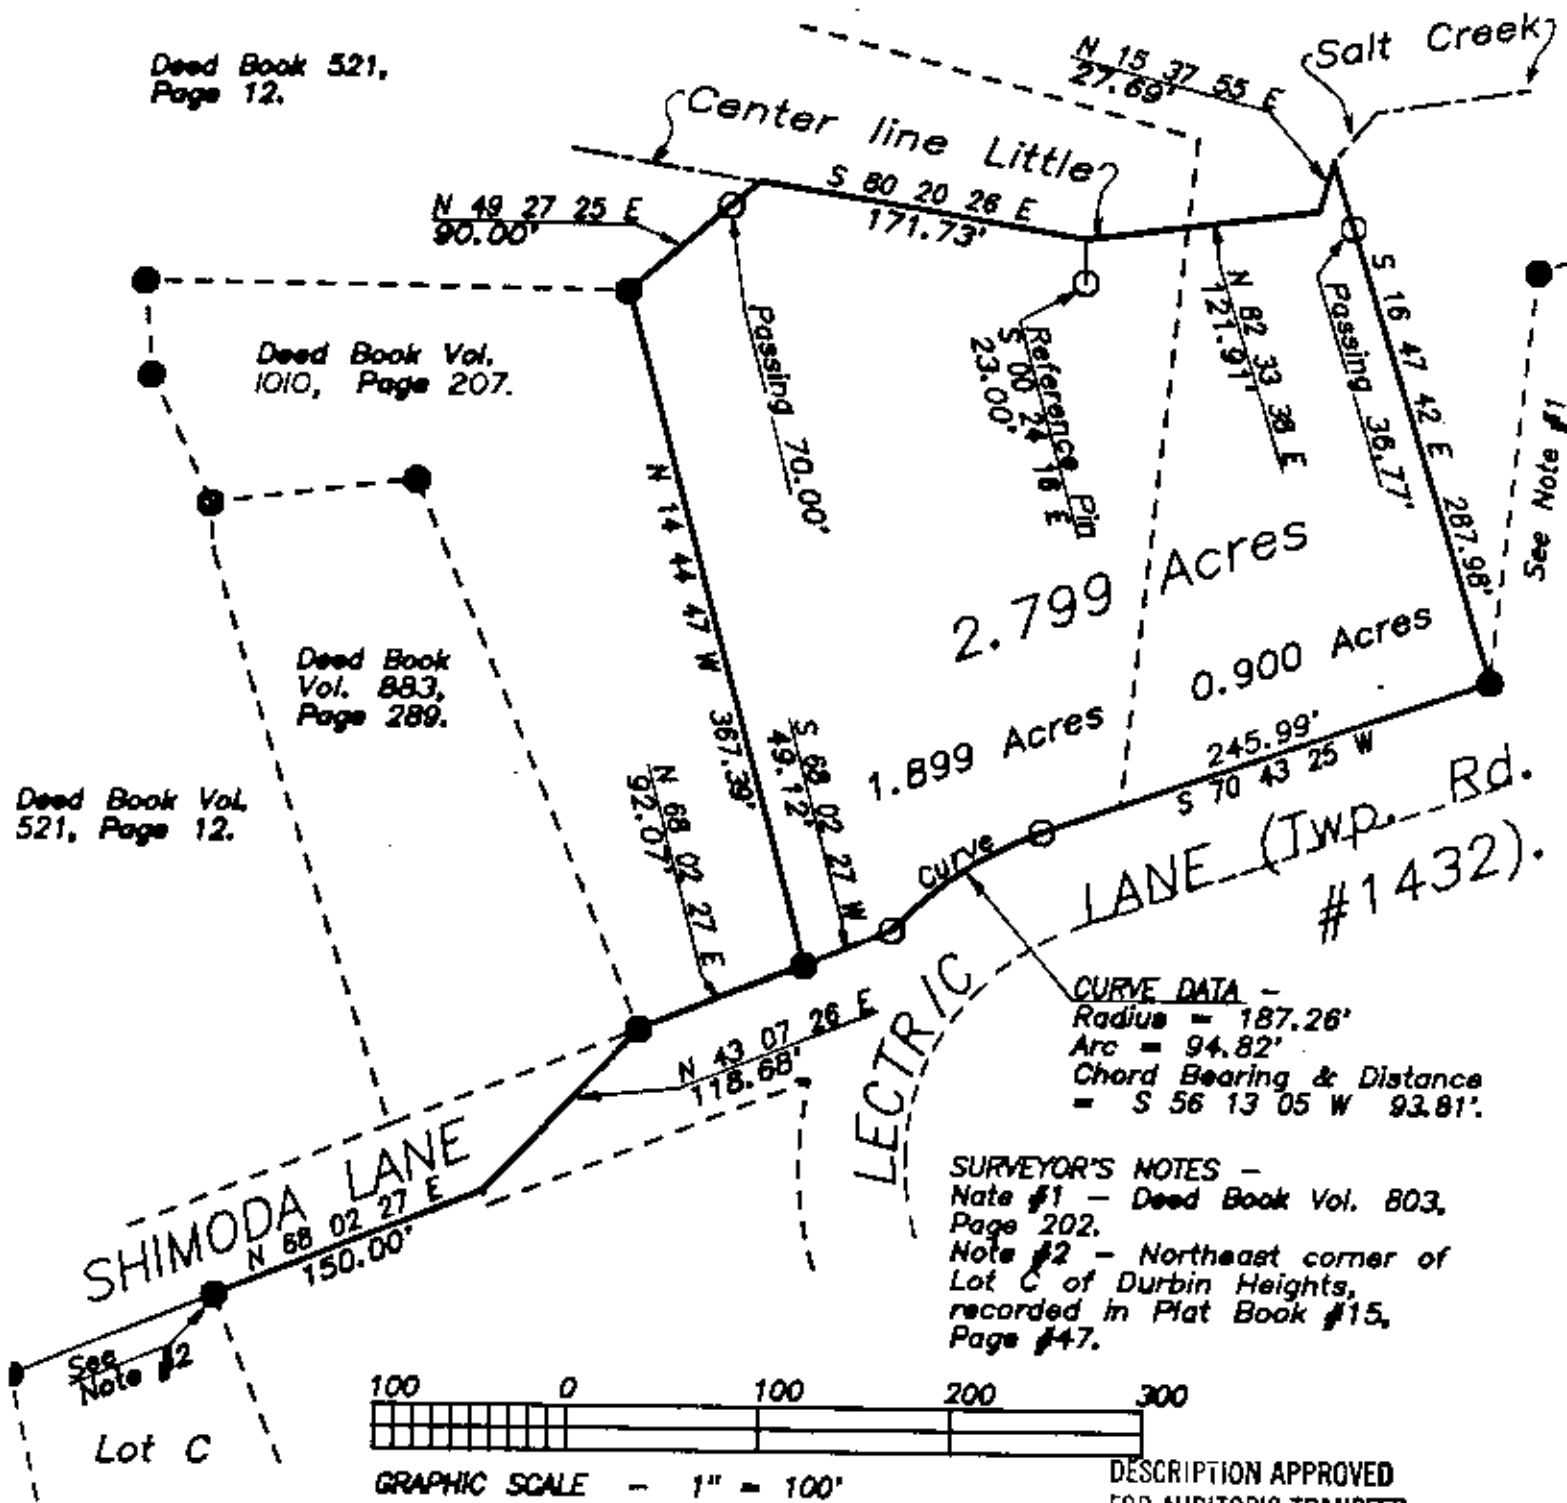 Deed Book 521,
Page 12.
N 15 37 55 E
27.69'
Salt Creek
Center line Little
S 80 20 26 E
171.73'
N 49 27 25 E
90.00'
Passing 70.00'
Reference Pin
S 00 24 16 E
23.00'
N 82 33 38 E
121.91'
Passing 36.77'
S 16 47 42 E 287.98'
See Note #1
Deed Book Vol.
1010, Page 207.
N 14 44 47 W 367.39'
2.799 Acres
0.900 Acres
1.899 Acres
Deed Book
Vol. 883,
Page 289.
Deed Book Vol.
521, Page 12.
S 68 02 27 W
49.12'
N 68 02 27 E
92.07'
Curve
245.99'
S 70 43 25 W
LECTRIC LANE (Twp. Rd.
#1432).
N 43 07 26 E
118.68'
CURVE DATA -
Radius = 187.26'
Arc = 94.82'
Chord Bearing & Distance
= S 56 13 05 W 93.81'.
SURVEYOR'S NOTES -
Note #1 - Deed Book Vol. 803,
Page 202.
Note #2 - Northeast corner of
Lot C of Durbin Heights,
recorded in Plat Book #15,
Page #47.
SHIMODA LANE
N 68 02 27 E
150.00'
See
Note #2
Lot C
100 0 100 200 300
GRAPHIC SCALE - 1" = 100'
DESCRIPTION APPROVED
FOR AUDITOR'S TRANSFER